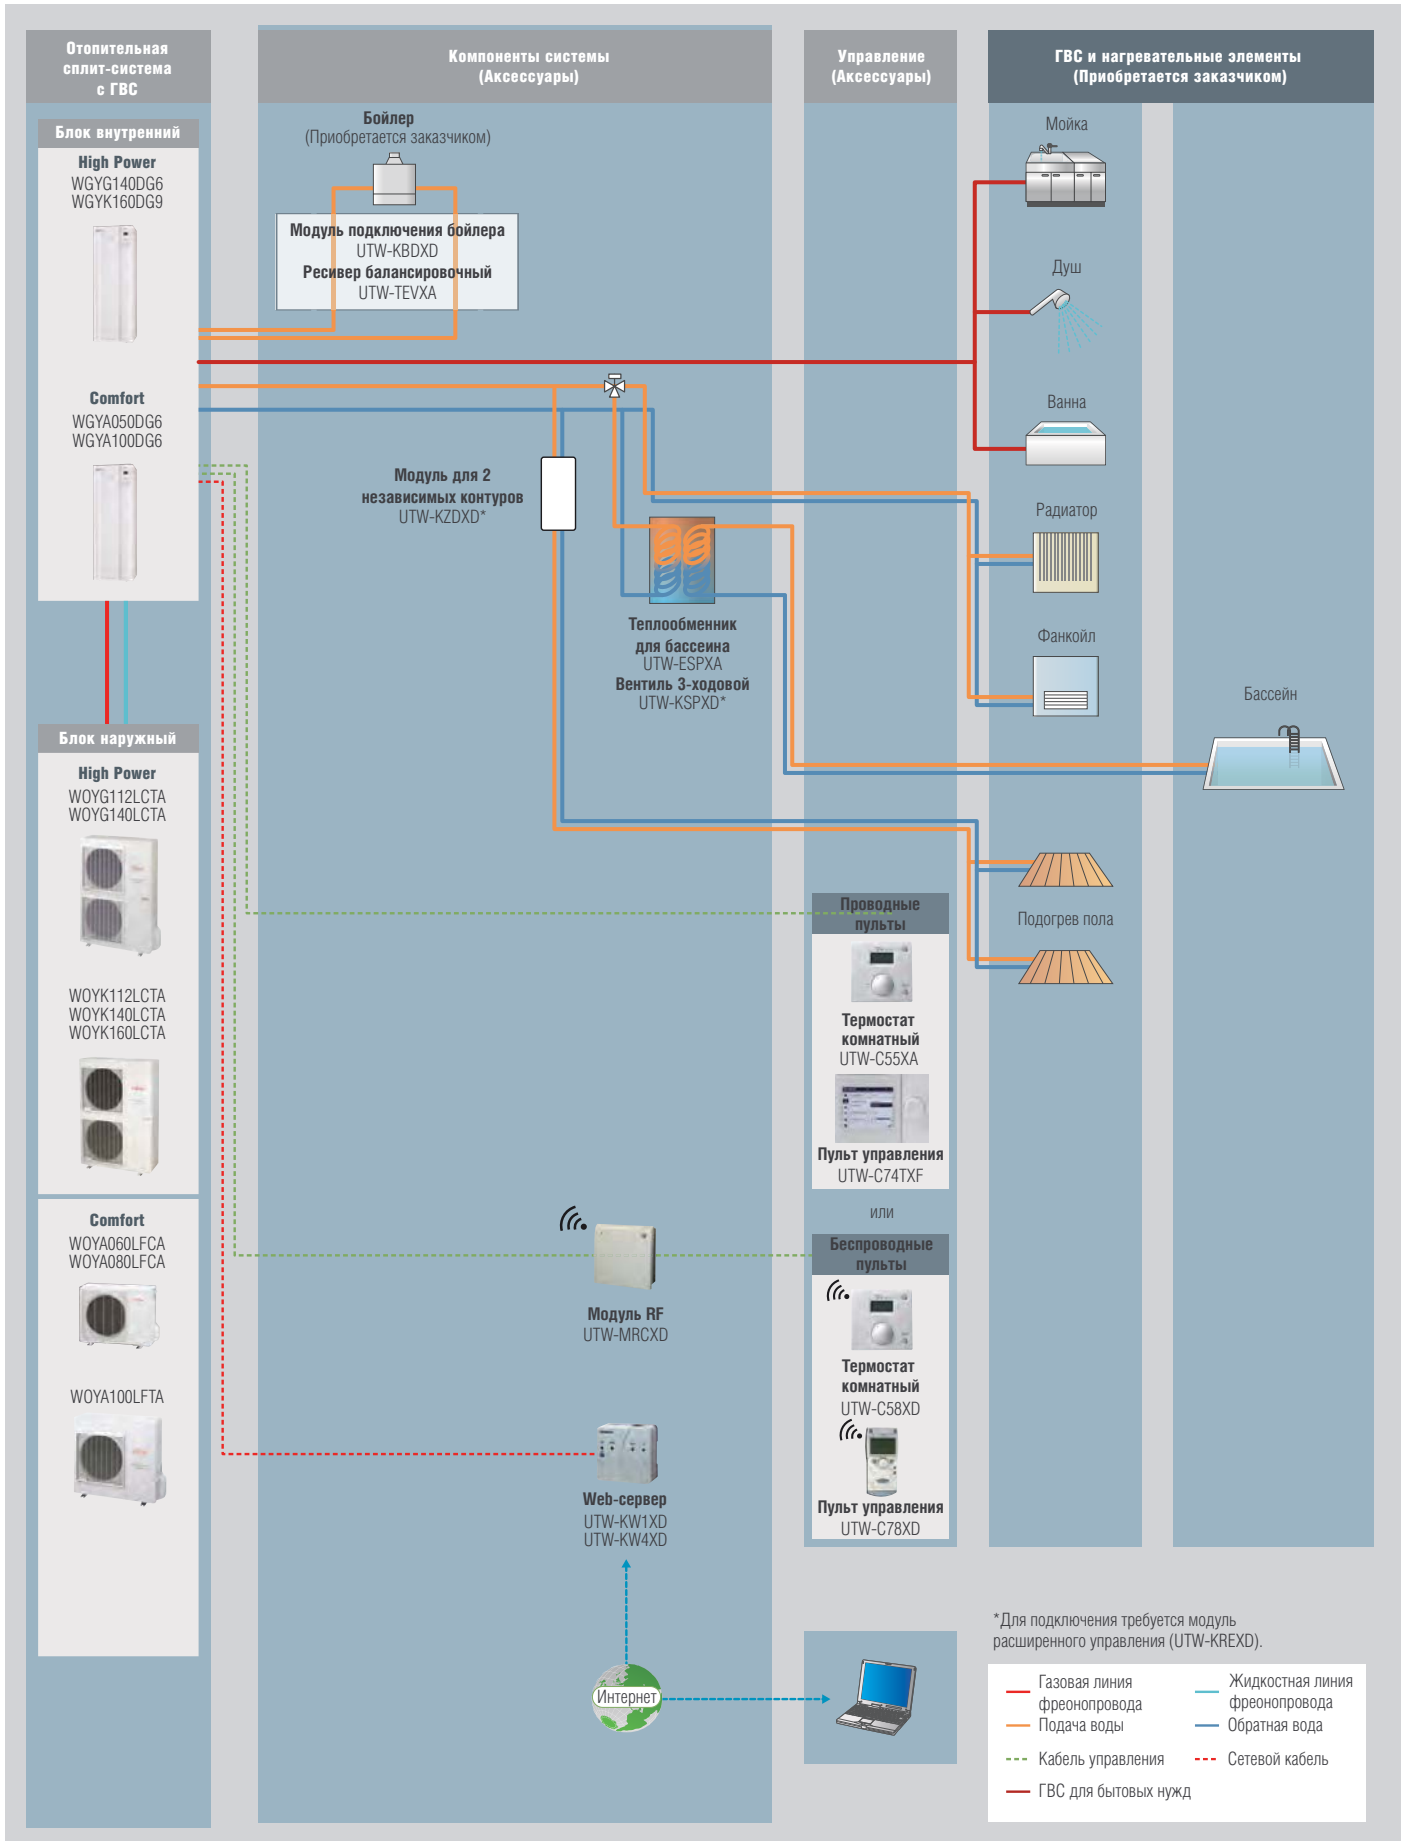 Отопительная
сплит-система
с ГВС
Компоненты системы
(Аксессуары)
Управление
(Аксессуары)
ГВС и нагревательные элементы
(Приобретается заказчиком)
Блок внутренний
High Power
WGYG140DG6
WGYK160DG9
Comfort
WGYA050DG6
WGYA100DG6
Блок наружный
High Power
WOYG112LCTA
WOYG140LCTA
WOYK112LCTA
WOYK140LCTA
WOYK160LCTA
Comfort
WOYA060LFCA
WOYA080LFCA
WOYA100LFTA
Бойлер
(Приобретается заказчиком)
Модуль подключения бойлера
UTW-KBDXD
Ресивер балансировочный
UTW-TEVXA
Модуль для 2
независимых контуров
UTW-KZDXD*
Теплообменник
для бассеина
UTW-ESPXA
Вентиль 3-ходовой
UTW-KSPXD*
Модуль RF
UTW-MRCXD
Web-сервер
UTW-KW1XD
UTW-KW4XD
Интернет
Проводные
пульты
Термостат
комнатный
UTW-C55XA
Пульт управления
UTW-C74TXF
или
Беспроводные
пульты
Термостат
комнатный
UTW-C58XD
Пульт управления
UTW-C78XD
Мойка
Душ
Ванна
Радиатор
Фанкойл
Бассейн
Подогрев пола
*Для подключения требуется модуль
расширенного управления (UTW-KREXD).
Газовая линия
фреонопровода
Жидкостная линия
фреонопровода
Подача воды
Обратная вода
Кабель управления
Сетевой кабель
ГВС для бытовых нужд